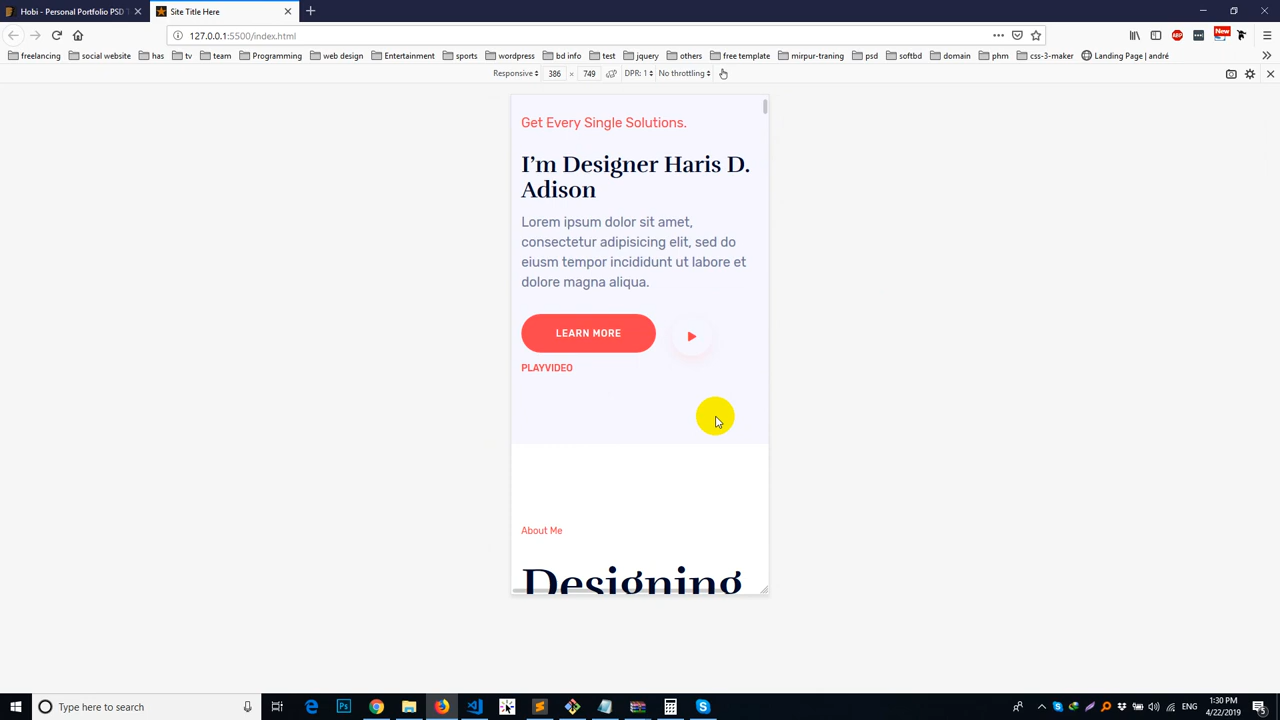 Hobi - Personal Portfolio PSD
Site Title Here
127.0.0.1:5500/index.html
New
freelancing social website has tv team Programming web design Entertainment sports wordpress bd info test jquery others free template mirpur-traning psd softbd domain phm css-3-maker Landing Page | andré
Responsive 386 × 749 DPR: 1 No throttling
Get Every Single Solutions.
I’m Designer Haris D.
Adison
Lorem ipsum dolor sit amet,
consectetur adipisicing elit, sed do
eiusm tempor incididunt ut labore et
dolore magna aliqua.
LEARN MORE
PLAYVIDEO
About Me
Designing
Type here to search
Ps
ENG
1:30 PM
4/22/2019
5